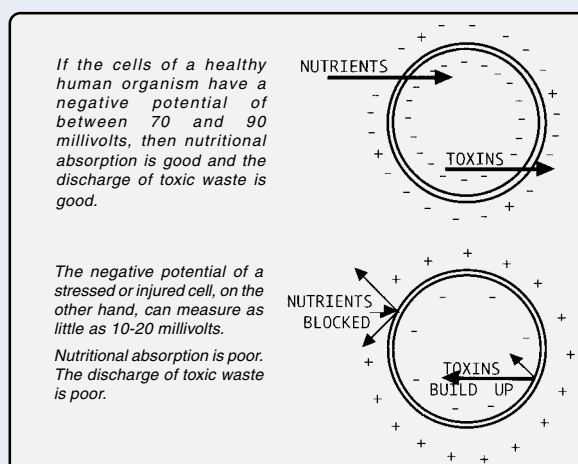 If the cells of a healthy
human organism have a
negative potential of
between 70 and 90
millivolts, then nutritional
absorption is good and the
discharge of toxic waste is
good.
NUTRIENTS
TOXINS
The negative potential of a
stressed or injured cell, on the
other hand, can measure as
little as 10-20 millivolts.
Nutritional absorption is poor.
The discharge of toxic waste
is poor.
NUTRIENTS
BLOCKED
TOXINS
BUILD UP